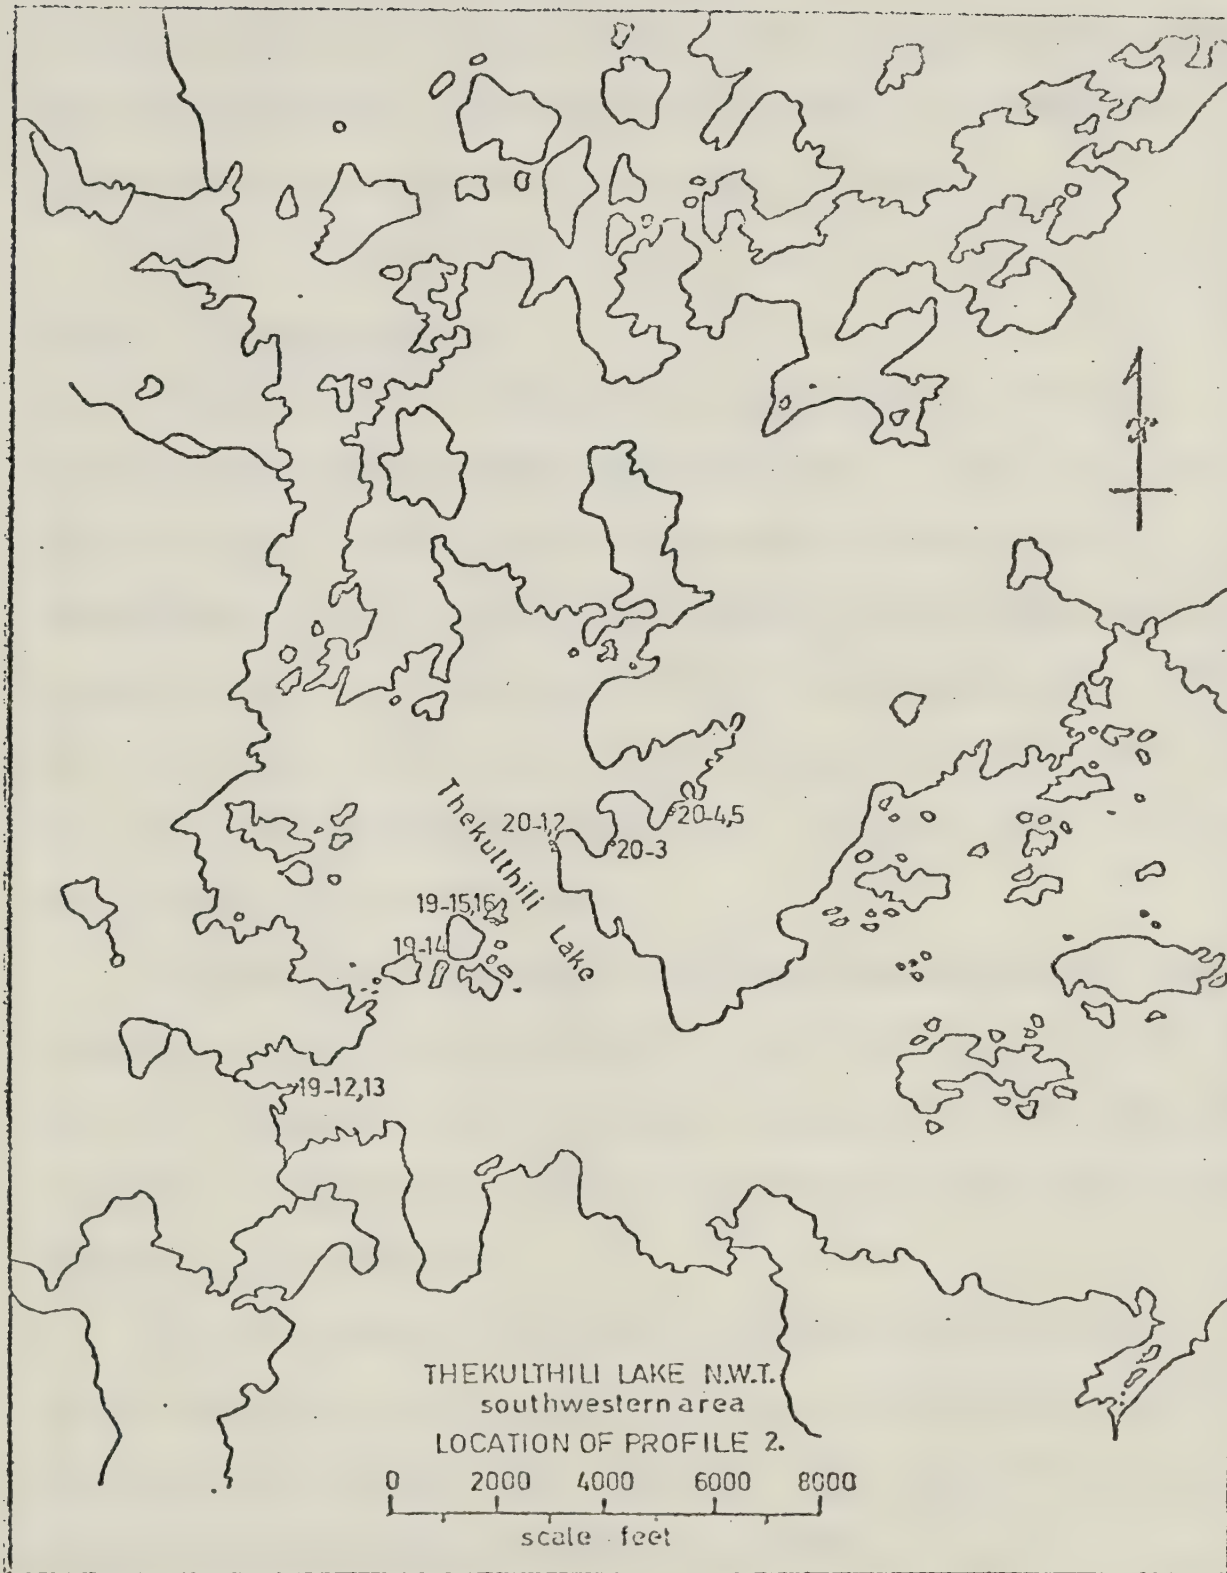 Thekulthili
Lake
20-1,2
20-4,5
20-3
19-15,16
19-14
19-12,13
THEKULTHILI LAKE N.W.T.
southwestern area
LOCATION OF PROFILE 2.
0 2000 4000 6000 8000
scale feet